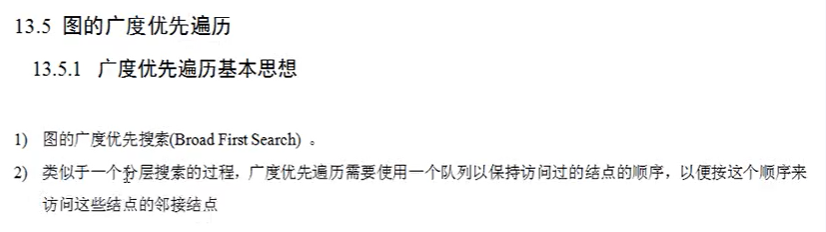 13.5 图的广度优先遍历
13.5.1 广度优先遍历基本思想
1) 图的广度优先搜索(Broad First Search) 。
2) 类似于一个分层搜索的过程，广度优先遍历需要使用一个队列以保持访问过的结点的顺序，以便按这个顺序来
访问这些结点的邻接结点